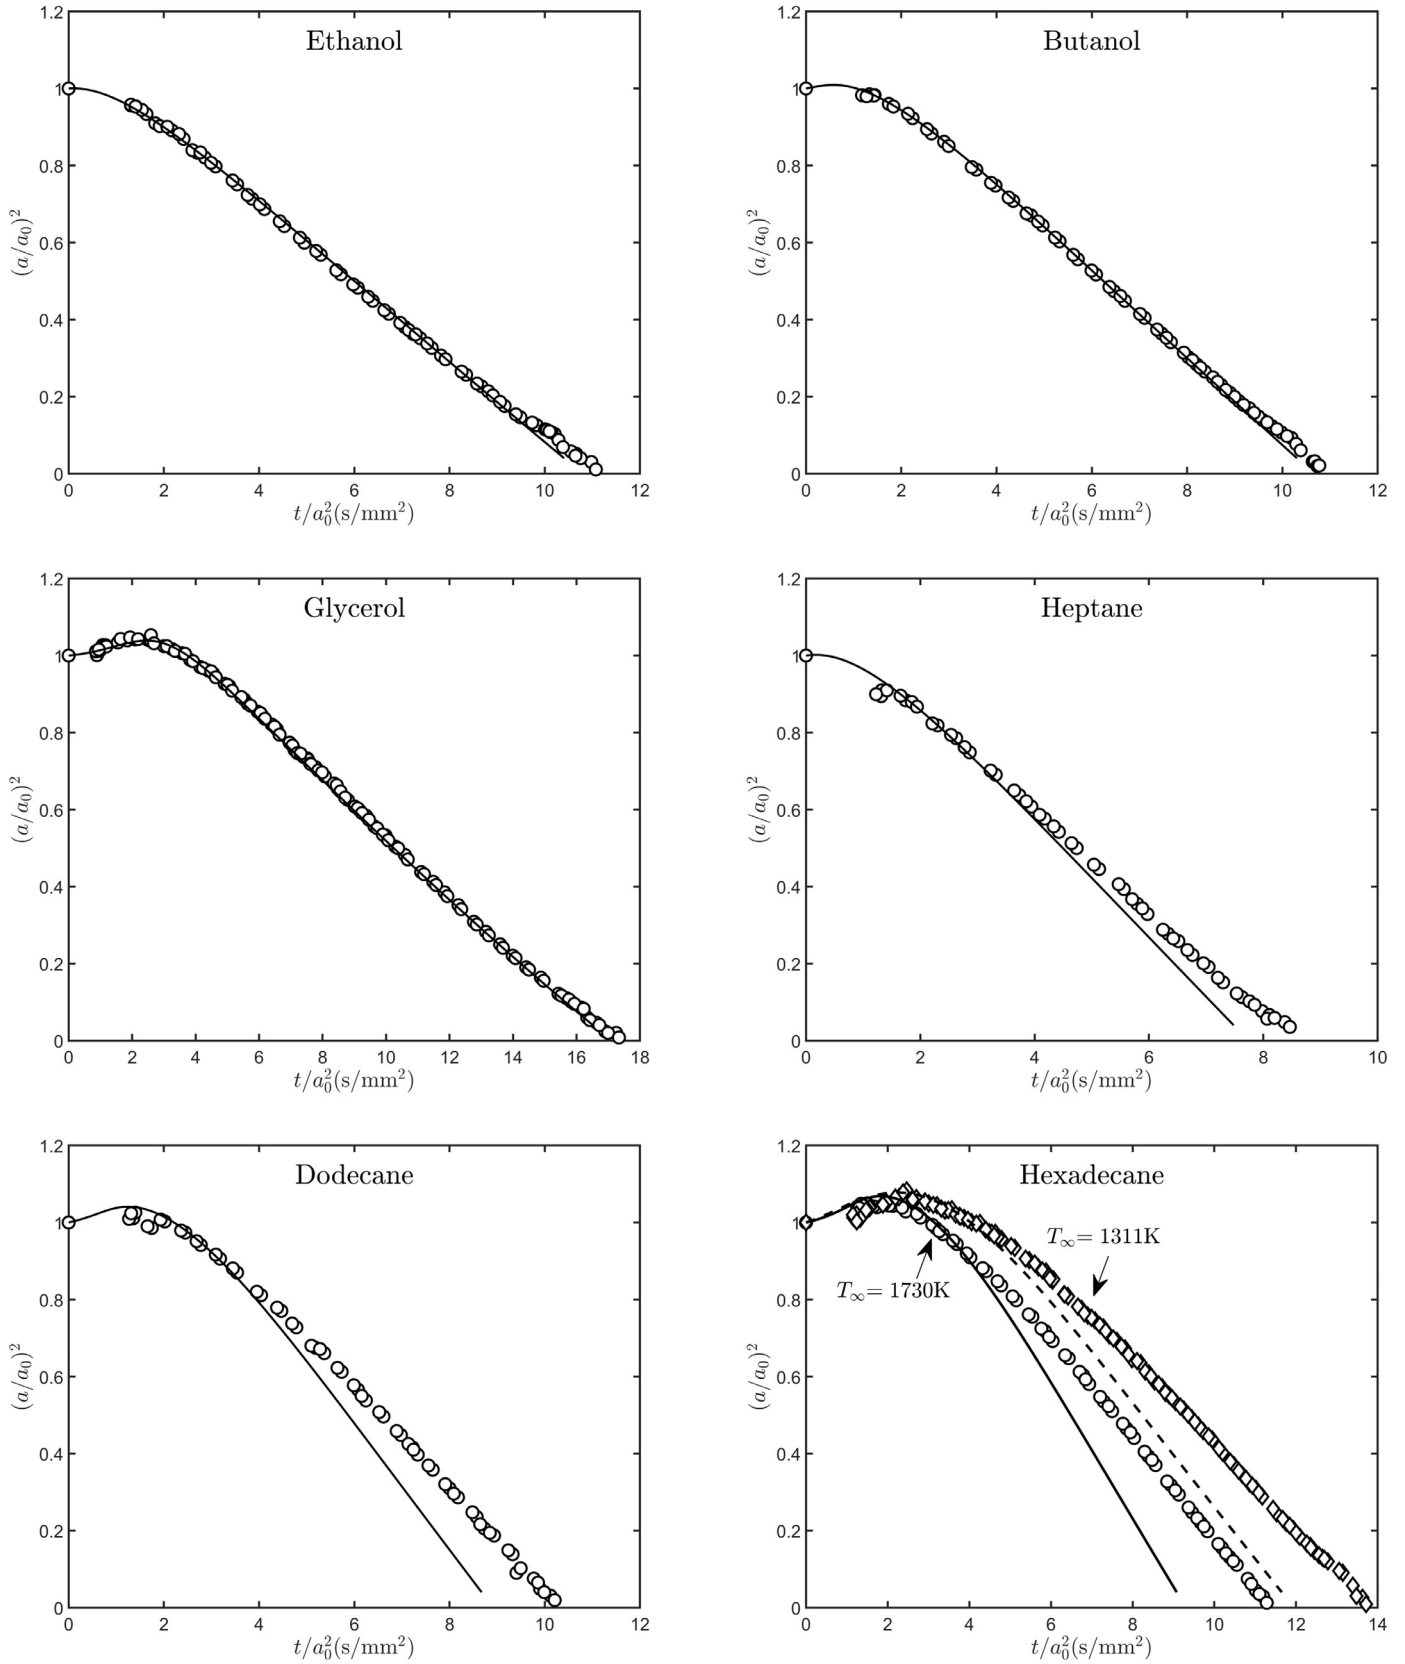 Ethanol
1.2
1
0.8
0.6
0.4
0.2
0
(a/a₀)²
0 2 4 6 8 10 12
t/a₀²(s/mm²)
Butanol
1.2
1
0.8
0.6
0.4
0.2
0
(a/a₀)²
0 2 4 6 8 10 12
t/a₀²(s/mm²)
Glycerol
1.2
1
0.8
0.6
0.4
0.2
0
(a/a₀)²
0 2 4 6 8 10 12 14 16 18
t/a₀²(s/mm²)
Heptane
1.2
1
0.8
0.6
0.4
0.2
0
(a/a₀)²
0 2 4 6 8 10
t/a₀²(s/mm²)
Dodecane
1.2
1
0.8
0.6
0.4
0.2
0
(a/a₀)²
0 2 4 6 8 10 12
t/a₀²(s/mm²)
Hexadecane
1.2
1
0.8
0.6
0.4
0.2
0
(a/a₀)²
T∞= 1311K
T∞= 1730K
0 2 4 6 8 10 12 14
t/a₀²(s/mm²)